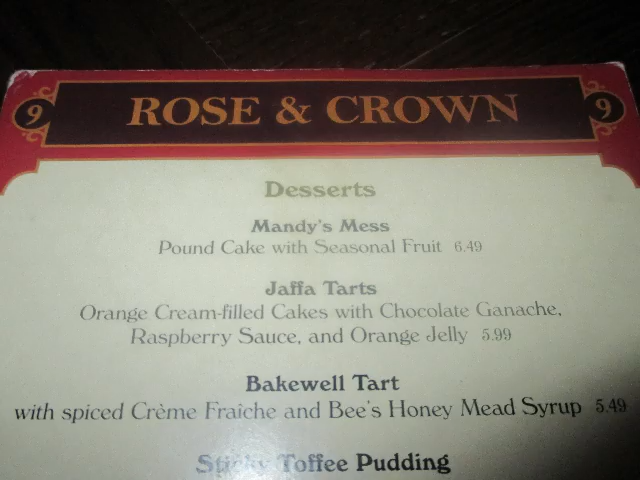 9 ROSE & CROWN 9
Desserts
Mandy's Mess
Pound Cake with Seasonal Fruit 6.49
Jaffa Tarts
Orange Cream-filled Cakes with Chocolate Ganache,
Raspberry Sauce, and Orange Jelly 5.99
Bakewell Tart
with spiced Crème Fraîche and Bee's Honey Mead Syrup 5.49
Sticky Toffee Pudding